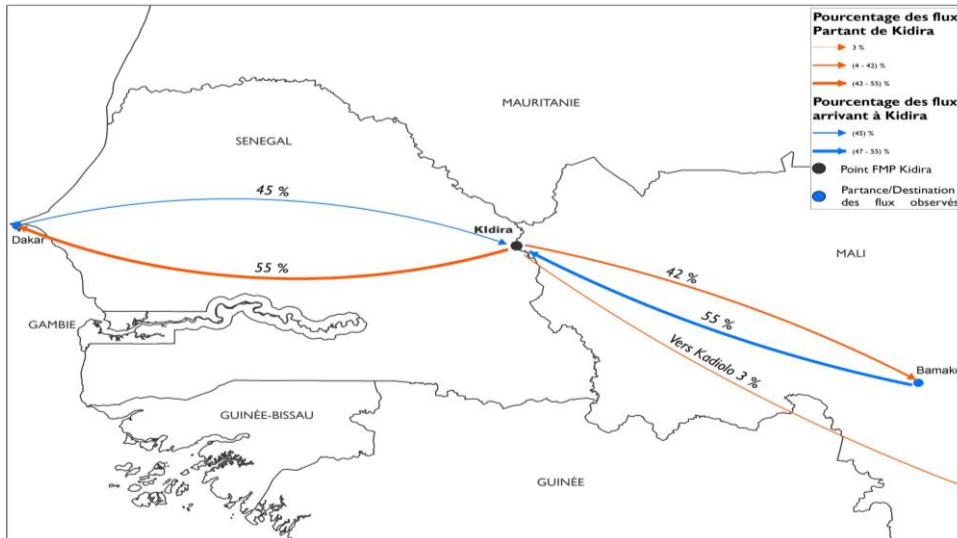 Pourcentage des flux
Partant de Kidira
3 %
(4 - 42) %
(43 - 55) %
Pourcentage des flux
arrivant à Kidira
(45) %
(47 - 55) %
Point FMP Kidira
Partance/Destination
des flux observés
MAURITANIE
SENEGAL
45 %
KIdira
Dakar
MALI
55 %
42 %
GAMBIE
55 %
Vers Kadiolo 3 %
Bamako
GUINÉE-BISSAU
GUINÉE